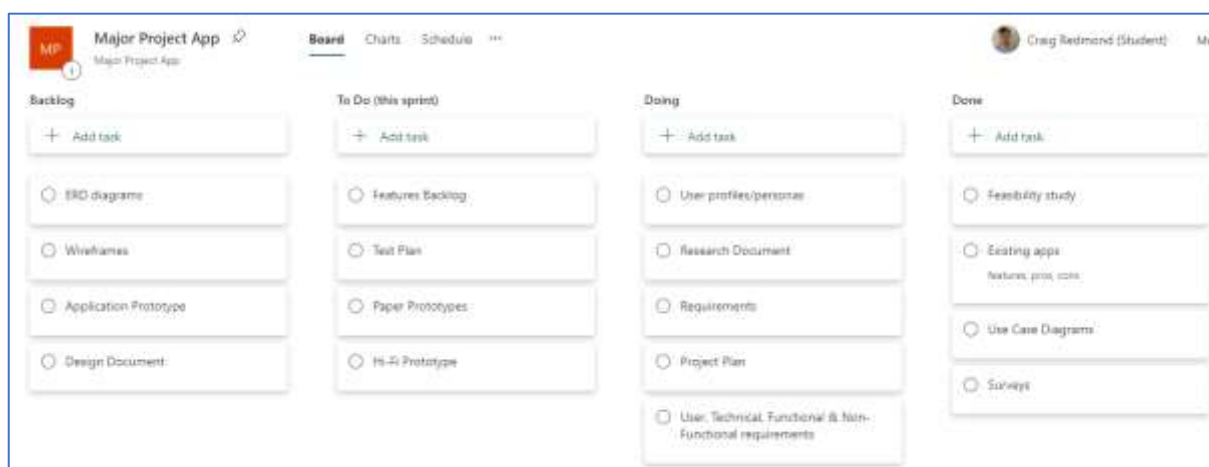 MP
Major Project App
Major Project App
Board Charts Schedule ...
Craig Redmond (Student)
Backlog
+ Add task
ERD diagrams
Wireframes
Application Prototype
Design Document
To Do (this sprint)
+ Add task
Features Backlog
Test Plan
Paper Prototypes
Hi-Fi Prototype
Doing
+ Add task
User profiles/personas
Research Document
Requirements
Project Plan
User, Technical, Functional & Non-
Functional requirements
Done
+ Add task
Feasibility study
Existing apps
features, pros, cons
Use Case Diagrams
Surveys